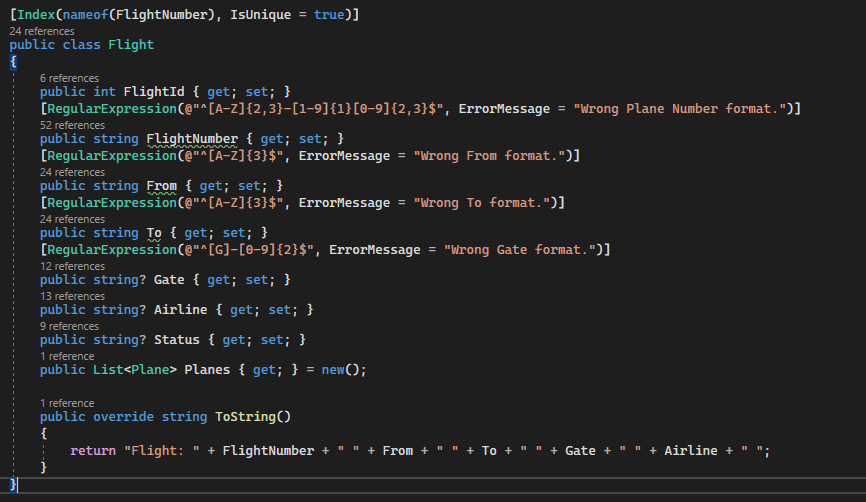 [Index(nameof(FlightNumber), IsUnique = true)]
24 references
public class Flight
{
6 references
public int FlightId { get; set; }
[RegularExpression(@"^[A-Z]{2,3}-[1-9]{1}[0-9]{2,3}$", ErrorMessage = "Wrong Plane Number format.")]
52 references
public string FlightNumber { get; set; }
[RegularExpression(@"^[A-Z]{3}$", ErrorMessage = "Wrong From format.")]
24 references
public string From { get; set; }
[RegularExpression(@"^[A-Z]{3}$", ErrorMessage = "Wrong To format.")]
24 references
public string To { get; set; }
[RegularExpression(@"^[G]-[0-9]{2}$", ErrorMessage = "Wrong Gate format.")]
12 references
public string? Gate { get; set; }
13 references
public string? Airline { get; set; }
9 references
public string? Status { get; set; }
1 reference
public List<Plane> Planes { get; } = new();
1 reference
public override string ToString()
{
return "Flight: " + FlightNumber + " " + From + " " + To + " " + Gate + " " + Airline + " ";
}
}